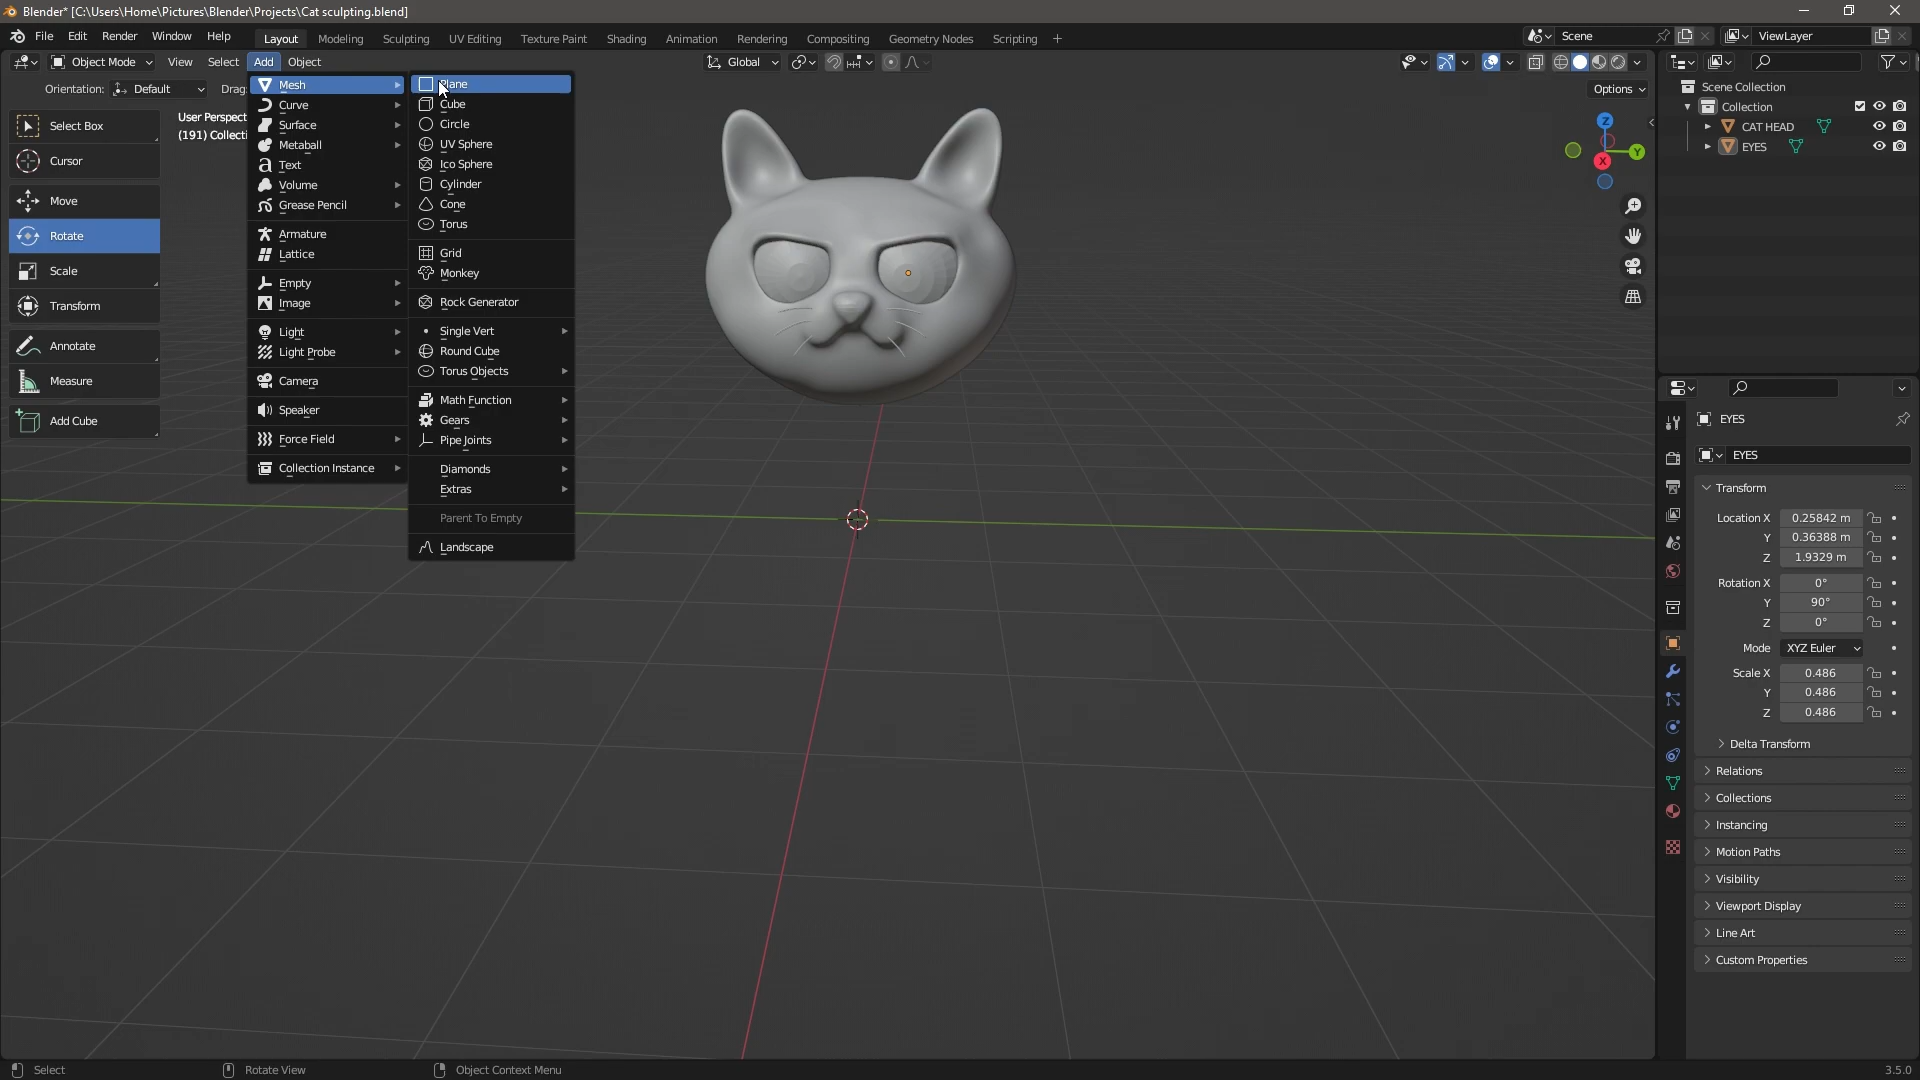 Blender* [C:\Users\Home\Pictures\Blender\Projects\Cat sculpting.blend]
File Edit Render Window Help
Layout Modeling Sculpting UV Editing Texture Paint Shading Animation Rendering Compositing Geometry Nodes Scripting +
Scene
ViewLayer
Object Mode View Select Add Object
Global
Orientation: Default Drag:
Options
User Perspect
(191) Collecti
Select Box
Cursor
Move
Rotate
Scale
Transform
Annotate
Measure
Add Cube
Mesh
Curve
Surface
Metaball
Text
Volume
Grease Pencil
Armature
Lattice
Empty
Image
Light
Light Probe
Camera
Speaker
Force Field
Collection Instance
Plane
Cube
Circle
UV Sphere
Ico Sphere
Cylinder
Cone
Torus
Grid
Monkey
Rock Generator
Single Vert
Round Cube
Torus Objects
Math Function
Gears
Pipe Joints
Diamonds
Extras
Parent To Empty
Landscape
Z
Y
X
Scene Collection
Collection
CAT HEAD
EYES
EYES
EYES
Transform
Location X 0.25842 m
Y 0.36388 m
Z 1.9329 m
Rotation X 0°
Y 90°
Z 0°
Mode XYZ Euler
Scale X 0.486
Y 0.486
Z 0.486
Delta Transform
Relations
Collections
Instancing
Motion Paths
Visibility
Viewport Display
Line Art
Custom Properties
Select Rotate View Object Context Menu 3.5.0